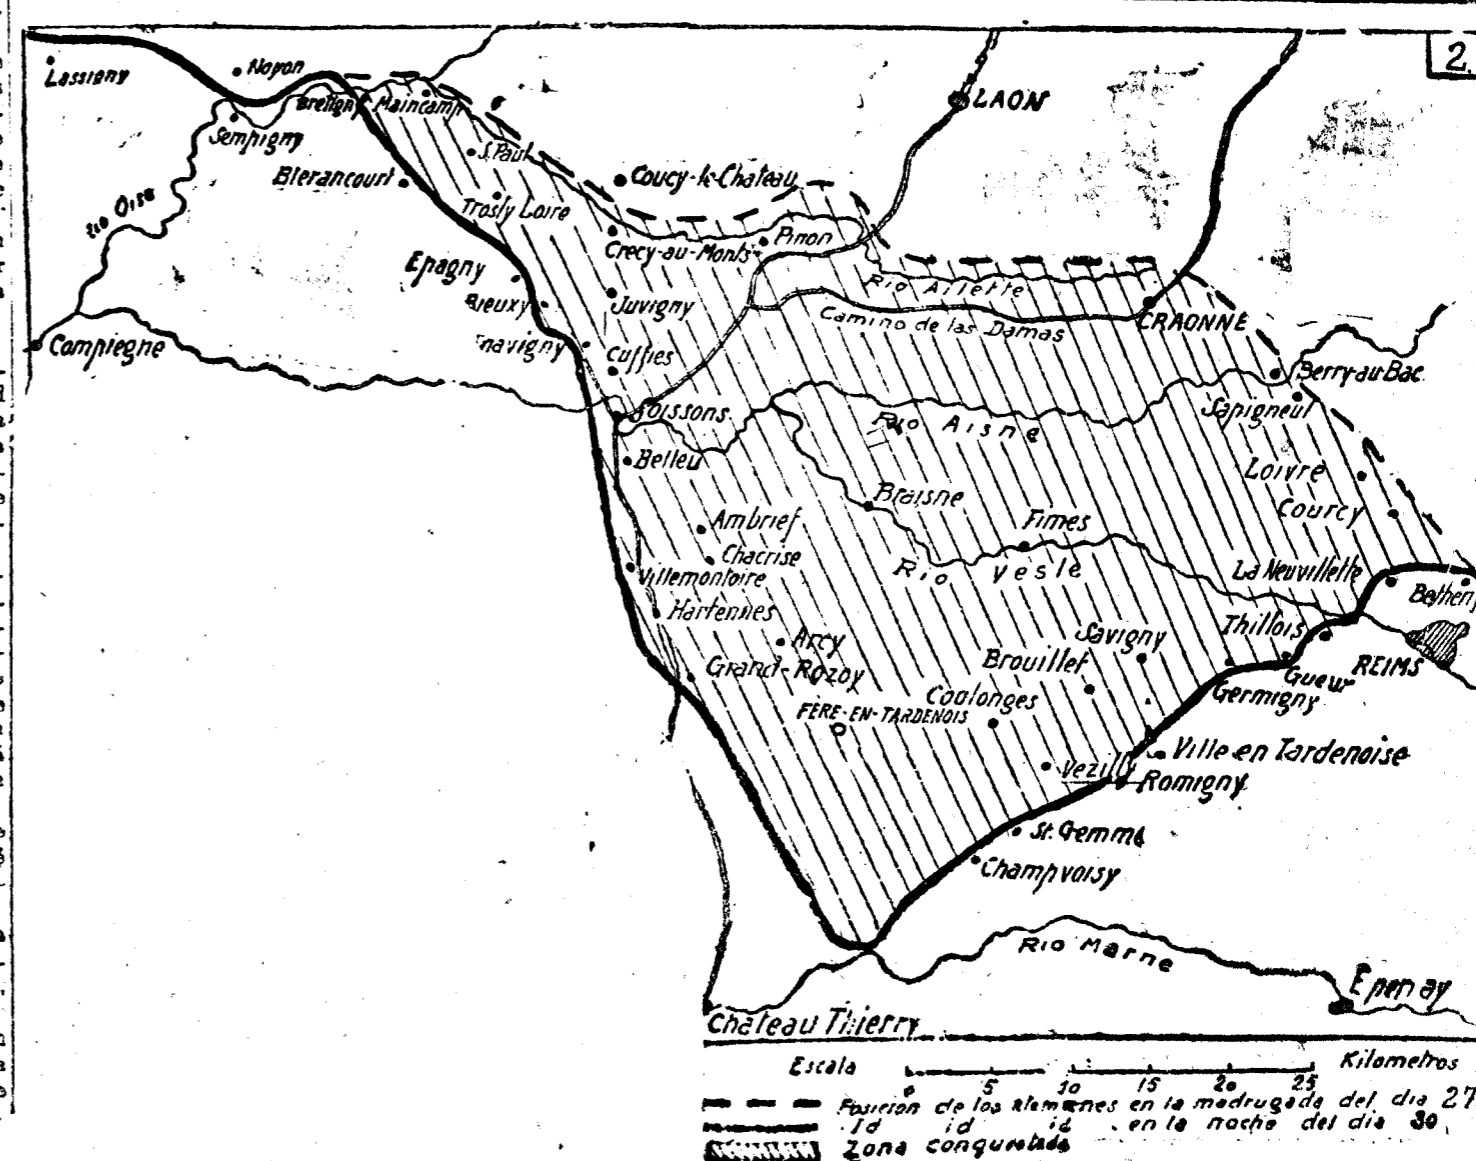 2.
Lassigny
Noyon
Bretigny
Maincamp
LAON
Sempigny
S. Paul
Blerancourt
Coucy-le-Chateau
Trosly Loire
Rio Oise
Crecy-au-Monts
Pinon
Epagny
Rio Ailette
Bieuxy
Juvigny
Camino de las Damas
CRAONNE
Compiegne
Cuffies
Berry-au-Bac
Sapigneul
Soissons
Rio Aisne
Belleu
Loivre
Braisne
Courcy
Ambrief
Fimes
Chacrise
Villemontoire
Rio Vesle
La Neuvillette
Betheny
Hartennes
Arcy
Savigny
Thillois
Grand-Rozoy
Brouillet
REIMS
Gueux
Coulonges
Germigny
FÈRE-EN-TARDENOIS
Ville en Tardenoise
Vezilly
Romigny
St. Gemme
Champvoisy
Rio Marne
Epernay
Chateau Thierry
Escala
Kilometros
0 5 10 15 20 25
Posicion de los Alemanes en la madrugada del dia 27
Id id id . en la noche del dia 30
Zona conquistada